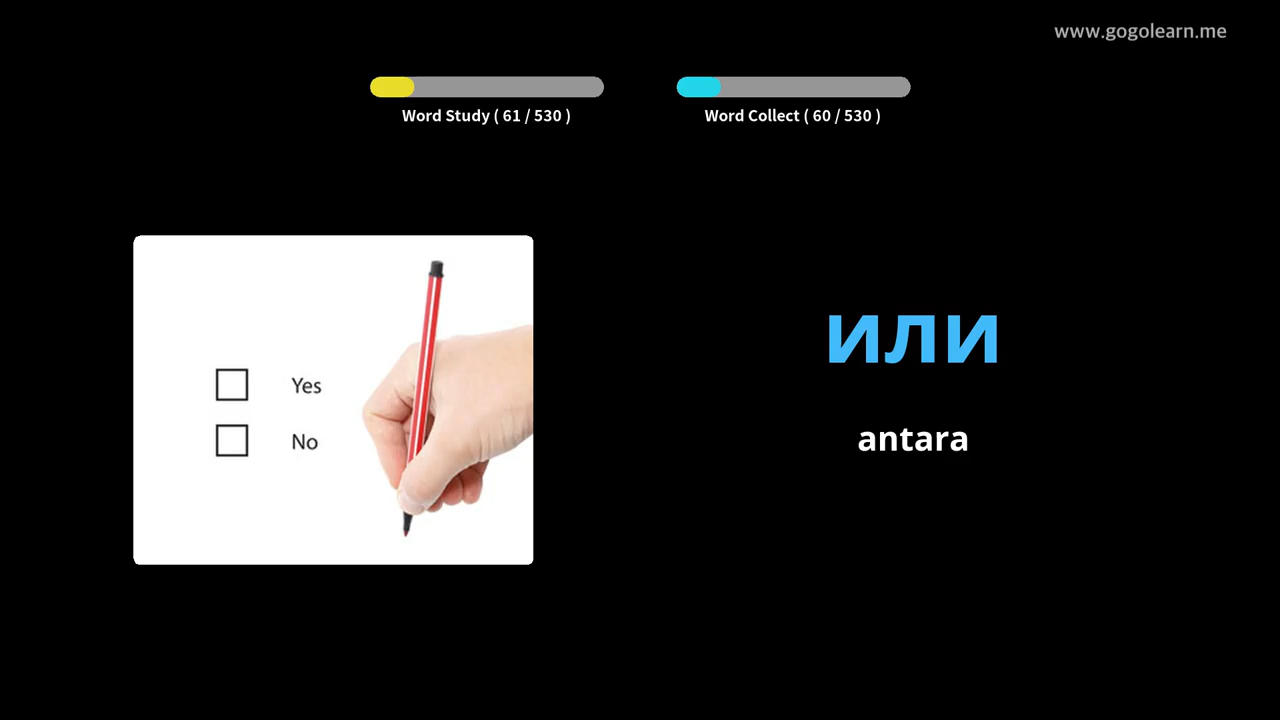 www.gogolearn.me
Word Study ( 61 / 530 )
Word Collect ( 60 / 530 )
Yes
No
или
antara